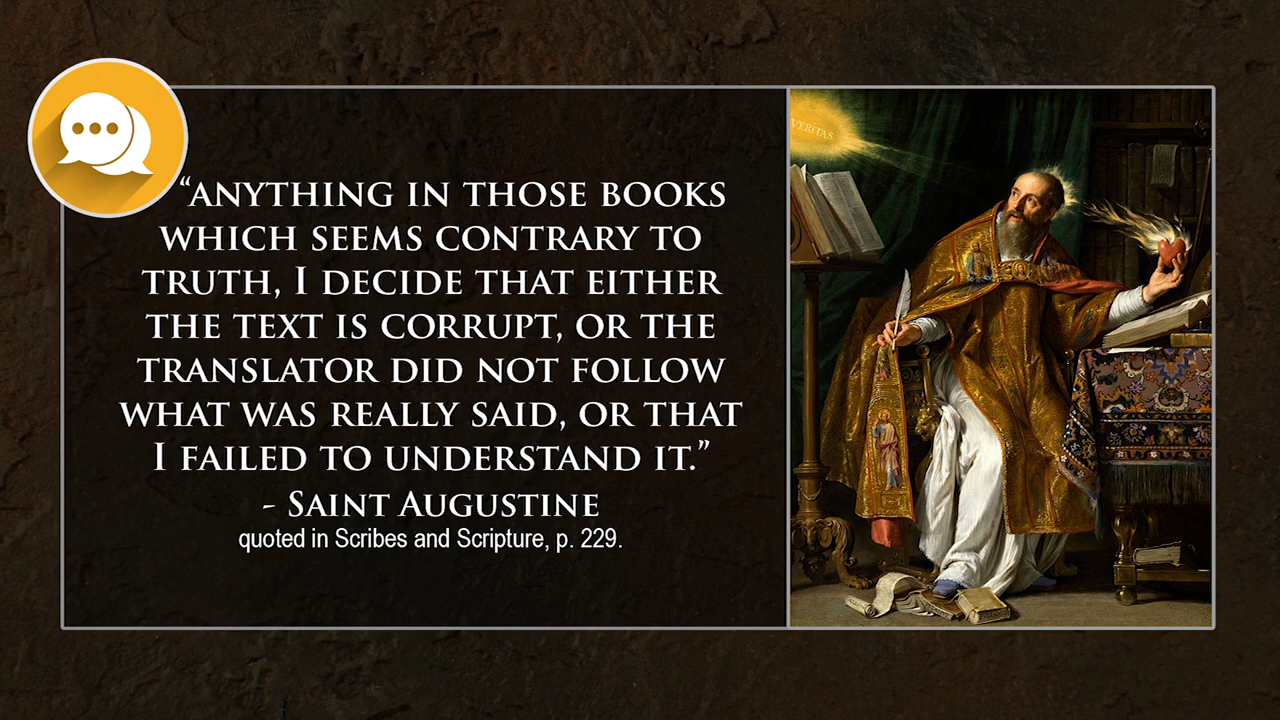 “ANYTHING IN THOSE BOOKS
WHICH SEEMS CONTRARY TO
TRUTH, I DECIDE THAT EITHER
THE TEXT IS CORRUPT, OR THE
TRANSLATOR DID NOT FOLLOW
WHAT WAS REALLY SAID, OR THAT
I FAILED TO UNDERSTAND IT.”
- SAINT AUGUSTINE
quoted in Scribes and Scripture, p. 229.
VERITAS